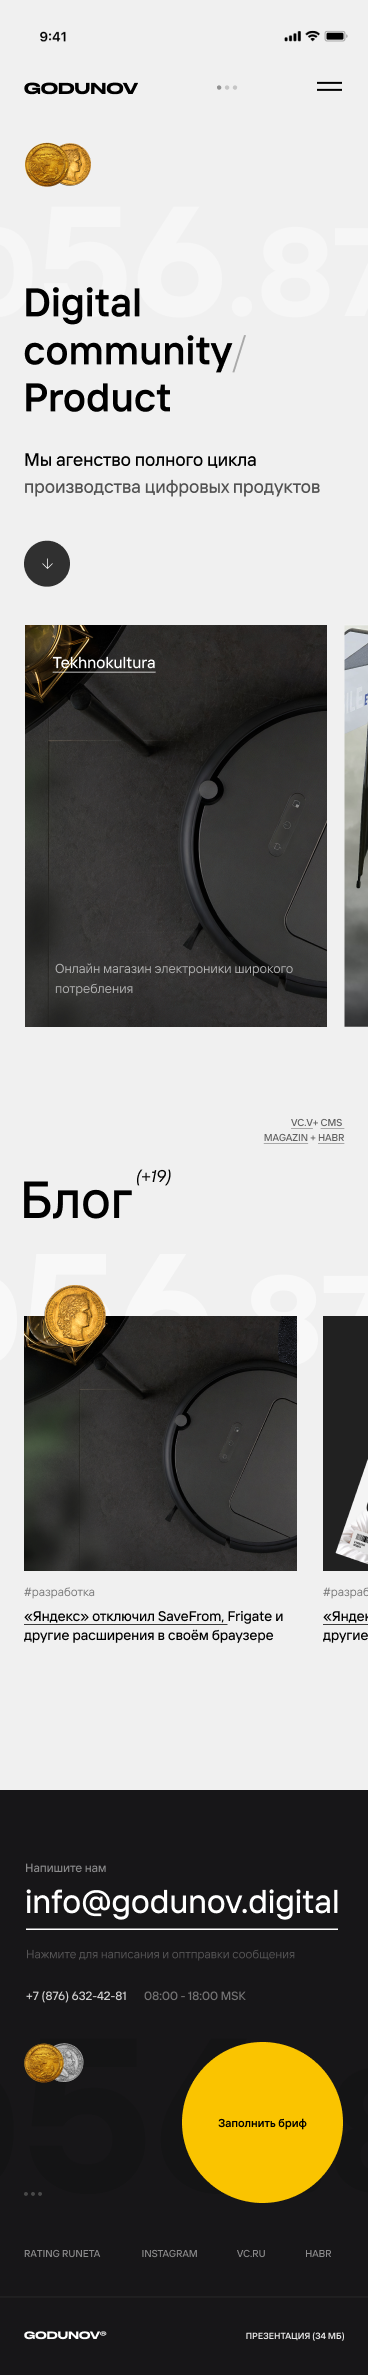 9:41
GODUNOV
056.87
Digital
community/
Product
Мы агенство полного цикла
производства цифровых продуктов
Tekhnokultura
Онлайн магазин электроники широкого
потребления
VC.V+ CMS
MAGAZIN + HABR
Блог (+19)
056.87
#разработка
#разраб
«Яндекс» отключил SaveFrom, Frigate и
другие расширения в своём браузере
«Яндек
другие
Напишите нам
info@godunov.digital
Нажмите для написания и оптправки сообщения
+7 (876) 632-42-81
08:00 - 18:00 MSK
Заполнить бриф
RATING RUNETA
INSTAGRAM
VC.RU
HABR
GODUNOV®
ПРЕЗЕНТАЦИЯ (34 МБ)